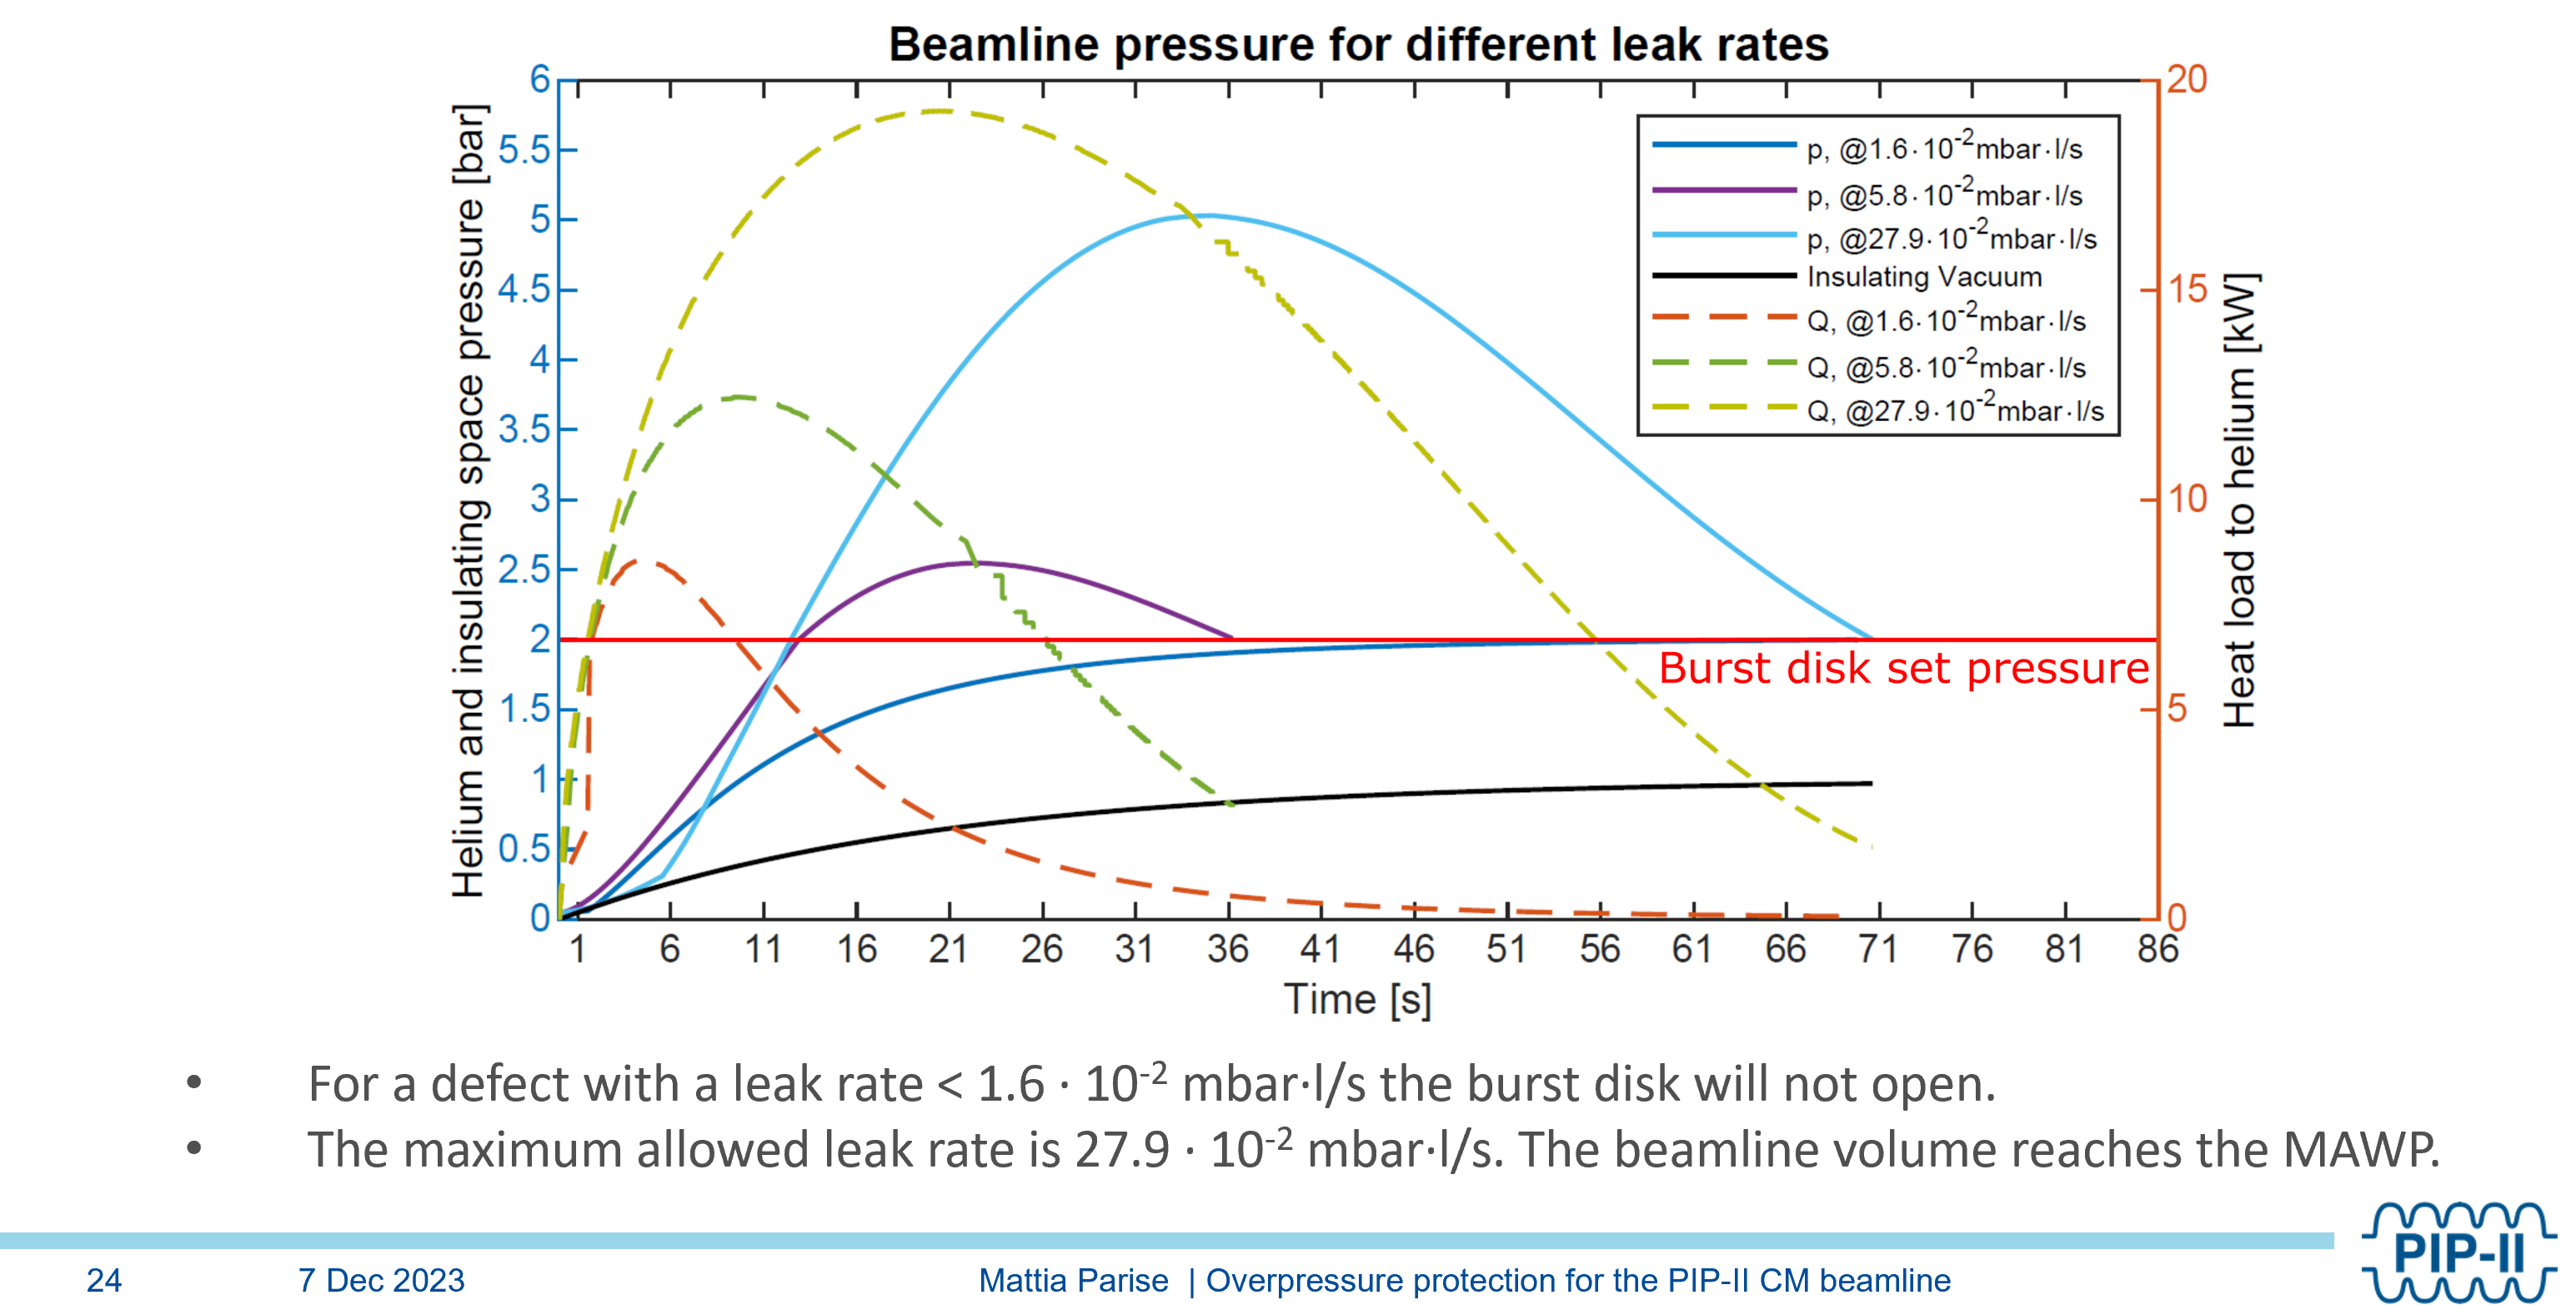 Beamline pressure for different leak rates
Helium and insulating space pressure [bar]
6
5.5
5
4.5
4
3.5
3
2.5
2
1.5
1
0.5
0
20
15
10
5
0
Heat load to helium [kW]
p, @1.6·10⁻²mbar·l/s
p, @5.8·10⁻²mbar·l/s
p, @27.9·10⁻²mbar·l/s
Insulating Vacuum
Q, @1.6·10⁻²mbar·l/s
Q, @5.8·10⁻²mbar·l/s
Q, @27.9·10⁻²mbar·l/s
Burst disk set pressure
1 6 11 16 21 26 31 36 41 46 51 56 61 66 71 76 81 86
Time [s]
• For a defect with a leak rate < 1.6 · 10⁻² mbar·l/s the burst disk will not open.
• The maximum allowed leak rate is 27.9 · 10⁻² mbar·l/s. The beamline volume reaches the MAWP.
PIP-II
24 7 Dec 2023 Mattia Parise | Overpressure protection for the PIP-II CM beamline